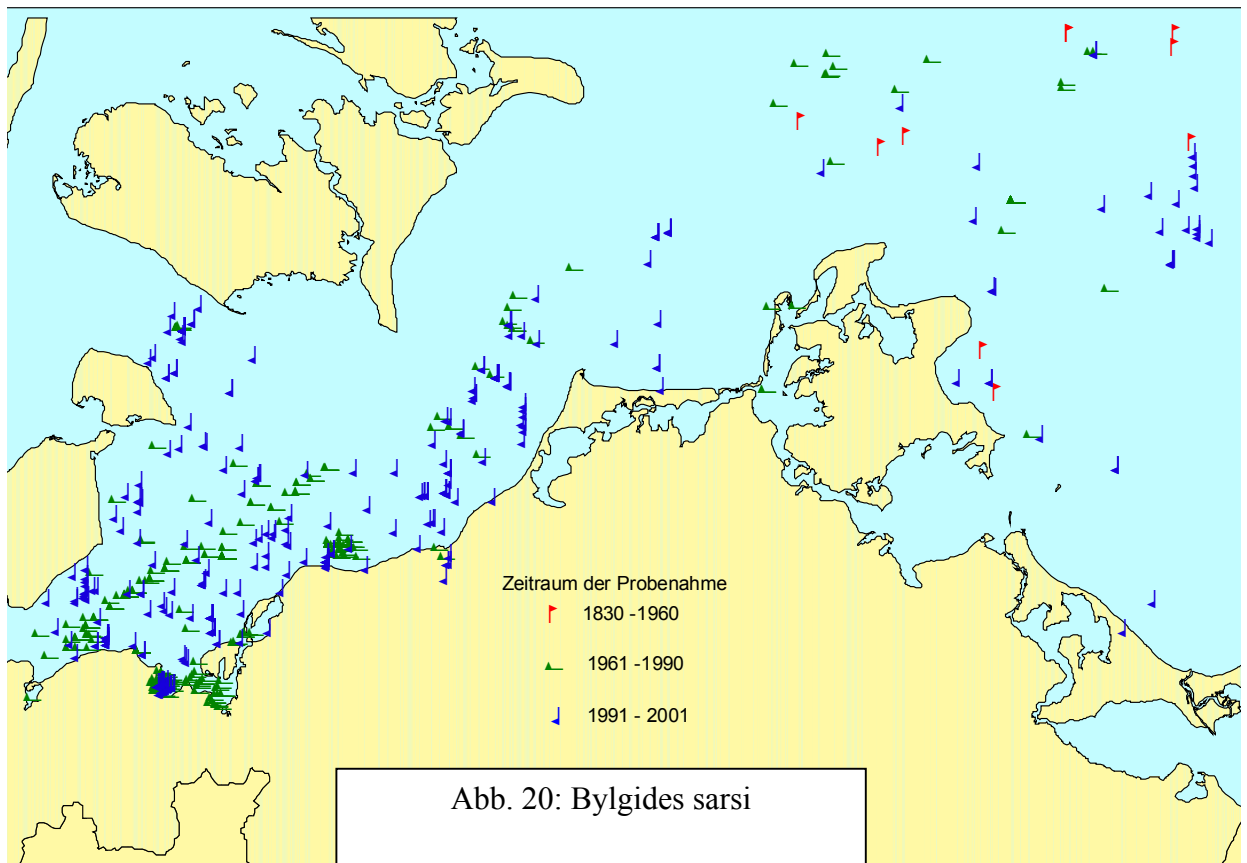 Zeitraum der Probenahme
1830 -1960
1961 -1990
1991 - 2001
Abb. 20: Bylgides sarsi